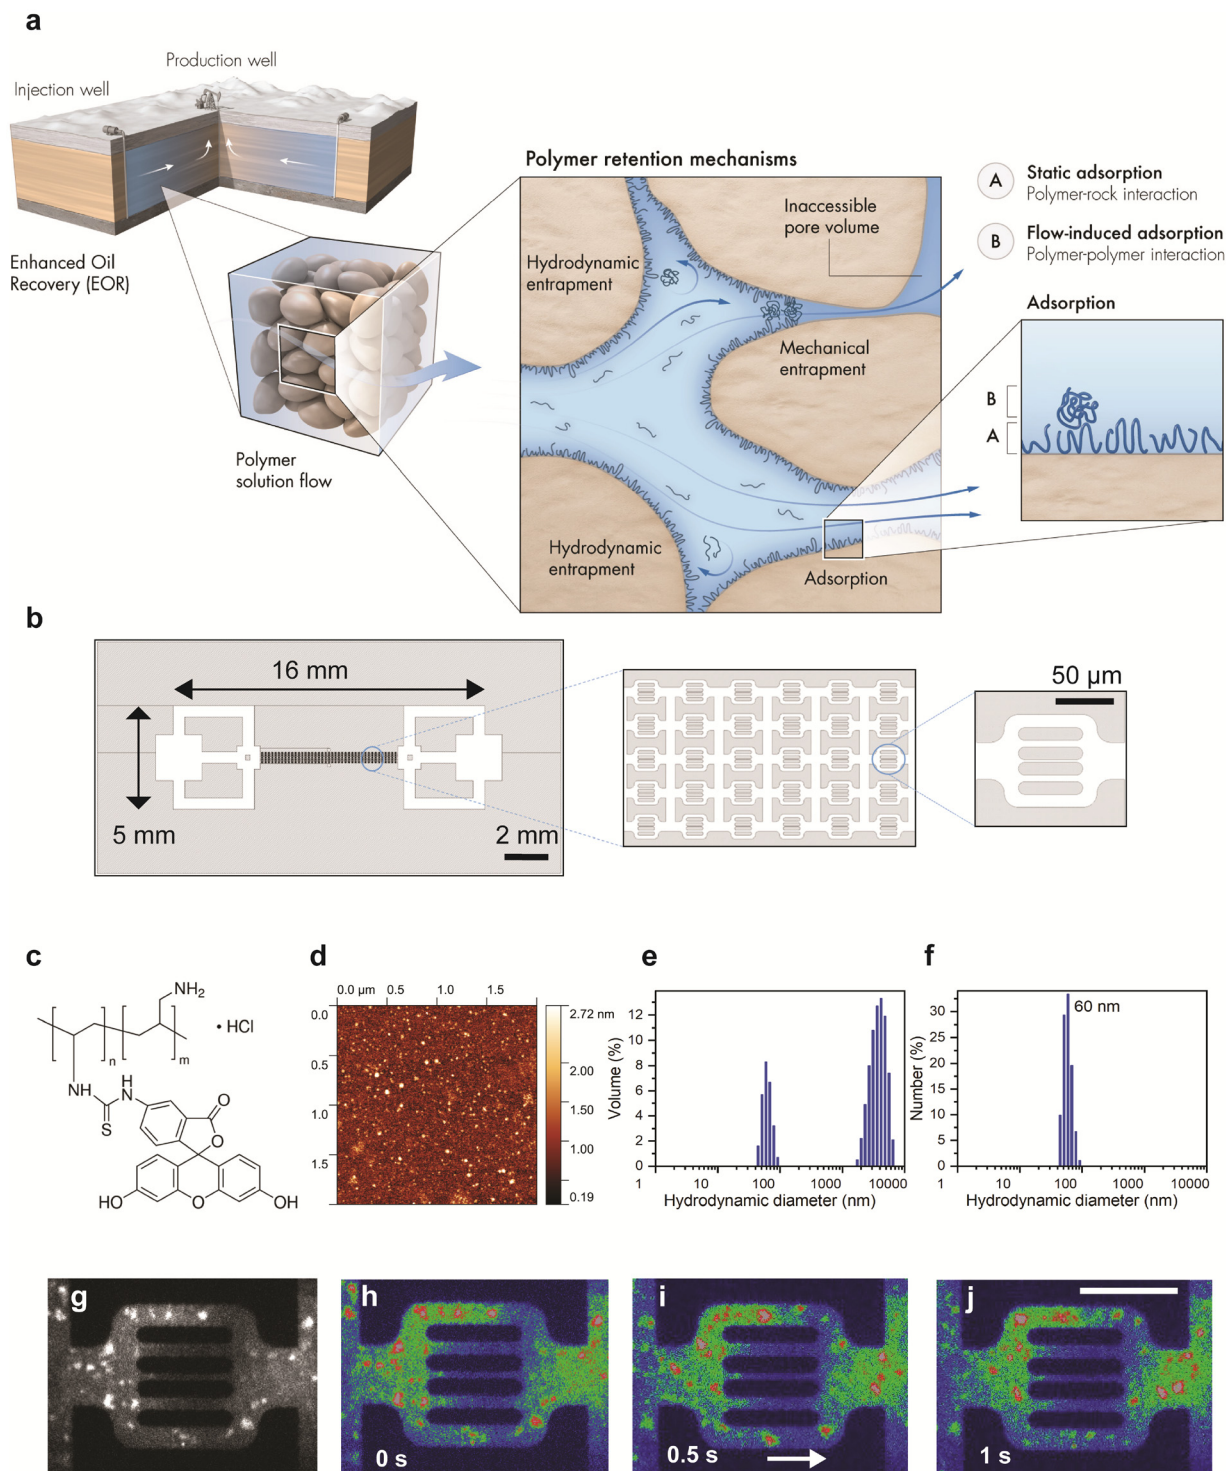 a
Production well
Injection well
Enhanced Oil
Recovery (EOR)
Polymer
solution flow
Polymer retention mechanisms
Inaccessible
pore volume
Hydrodynamic
entrapment
Mechanical
entrapment
Hydrodynamic
entrapment
Adsorption
A Static adsorption
Polymer-rock interaction
B Flow-induced adsorption
Polymer-polymer interaction
Adsorption
B
A
b
16 mm
5 mm
2 mm
50 µm
c
NH2
• HCl
n
m
NH
H
N
S
O
O
HO
O
OH
d
0.0 µm 0.5 1.0 1.5
0.0
0.5
1.0
1.5
2.72 nm
2.00
1.50
1.00
0.19
e
Volume (%)
12
10
8
6
4
2
0
1 10 100 1000 10000
Hydrodynamic diameter (nm)
f
60 nm
Number (%)
30
25
20
15
10
5
0
1 10 100 1000 10000
Hydrodynamic diameter (nm)
g
h
0 s
i
0.5 s
j
1 s